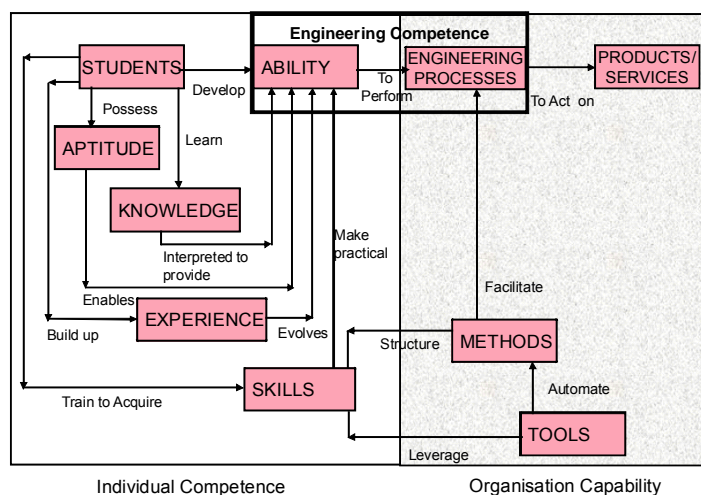 Engineering Competence
STUDENTS
ABILITY
ENGINEERING
PROCESSES
PRODUCTS/
SERVICES
Develop
To
Perform
To Act on
Possess
Learn
APTITUDE
KNOWLEDGE
Interpreted to
provide
Make
practical
Enables
Facilitate
Build up
EXPERIENCE
Evolves
Structure
METHODS
Train to Acquire
SKILLS
Automate
TOOLS
Leverage
Individual Competence
Organisation Capability